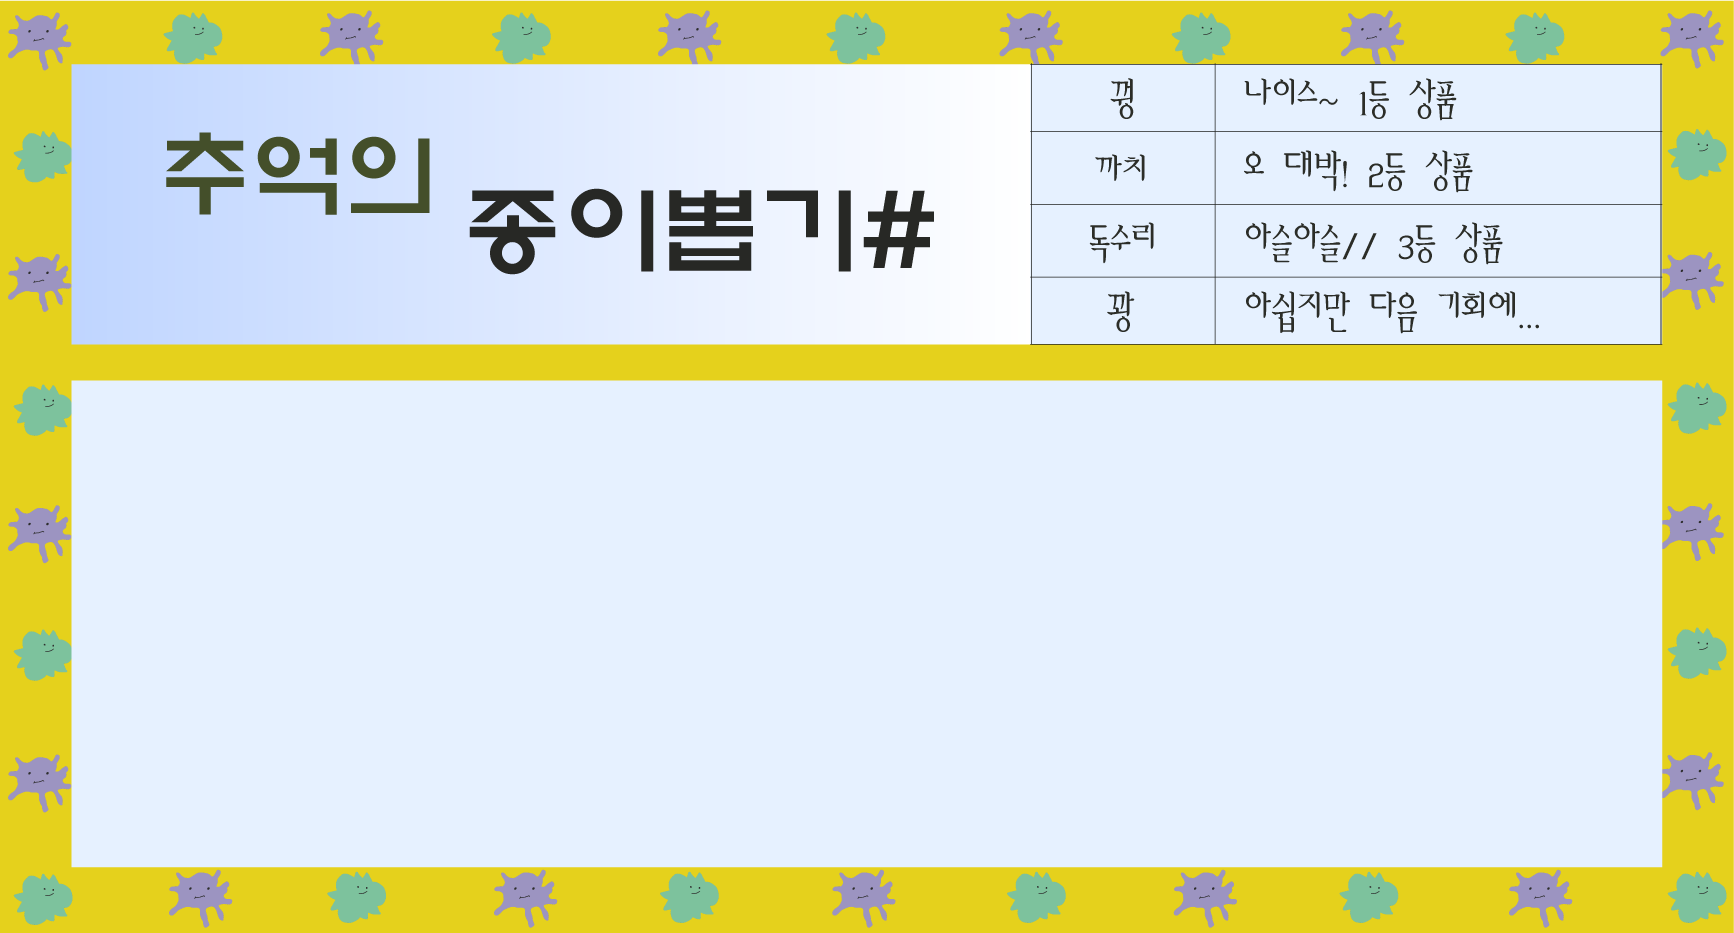 추억의
종이뽑기#
꿩 나이스~ 1등 상품
까치 오 대박! 2등 상품
독수리 아슬아슬// 3등 상품
꽝 아쉽지만 다음 기회에...